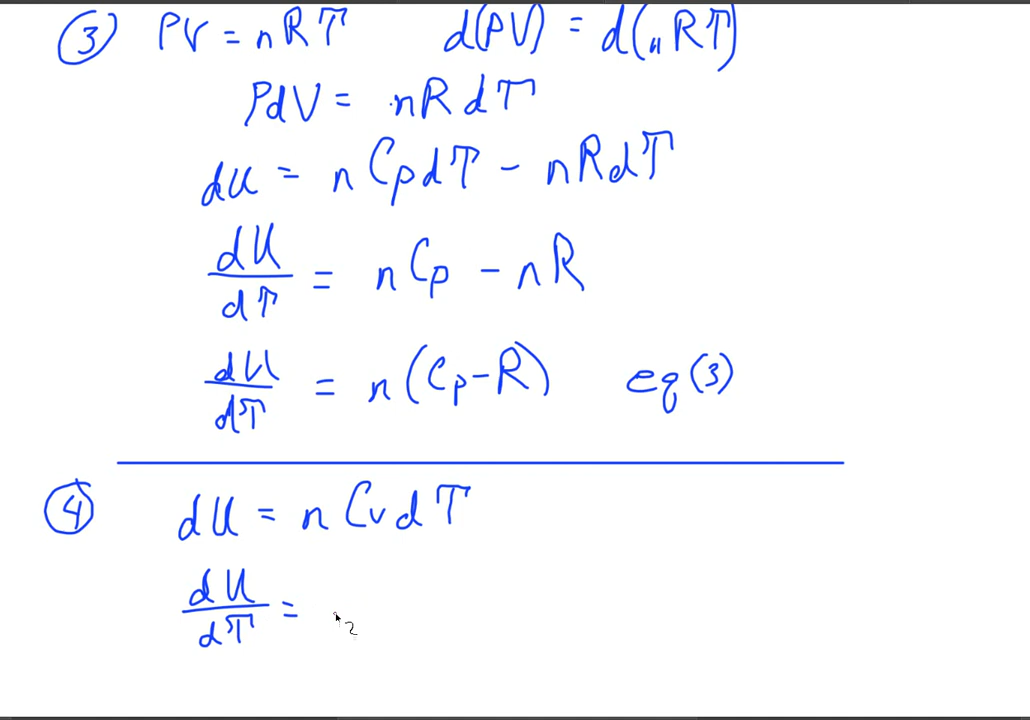 ③ PV = nRT d(PV) = d(nRT)
PdV = nRdT
dU = nCpdT - nRdT
dU/dT = nCp - nR
dU/dT = n(Cp-R) eq(3)
④ dU = nCvdT
dU/dT =